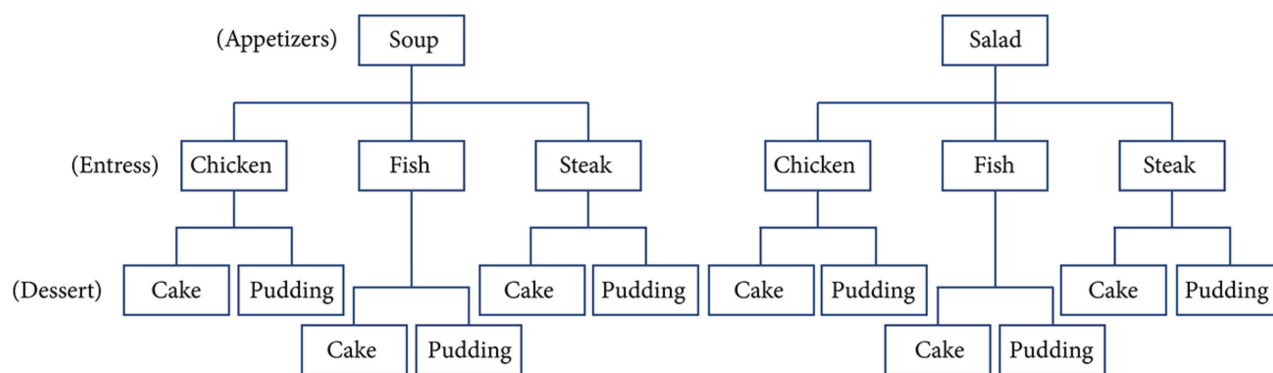 (Appetizers) Soup Salad
(Entress) Chicken Fish Steak Chicken Fish Steak
(Dessert) Cake Pudding Cake Pudding Cake Pudding Cake Pudding
Cake Pudding Cake Pudding